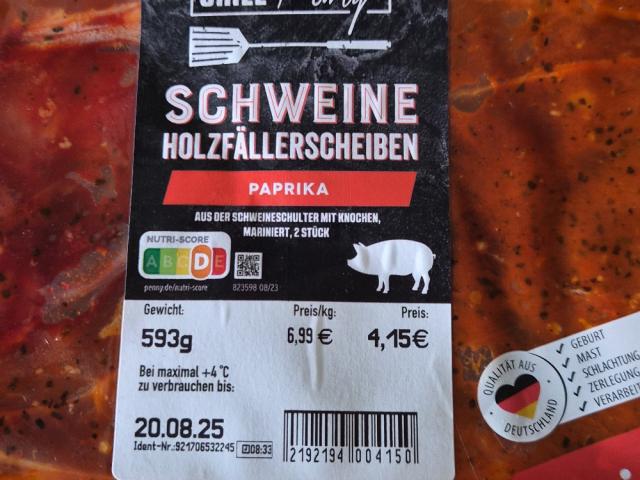 SCHWEINE
HOLZFÄLLERSCHEIBEN
PAPRIKA
AUS DER SCHWEINESCHULTER MIT KNOCHEN,
MARINIERT, 2 STÜCK
NUTRI-SCORE
A B C D E
penny.de/nutri-score 823598 08/23
Gewicht: Preis/kg: Preis:
593g 6,99 € 4,15€
Bei maximal +4 °C
zu verbrauchen bis:
20.08.25
Ident-Nr.:921706532245 08:33
2192194 004150
QUALITÄT AUS
DEUTSCHLAND
✓ GEBURT
✓ MAST
✓ SCHLACHTUNG
✓ ZERLEGUNG
✓ VERARBEIT